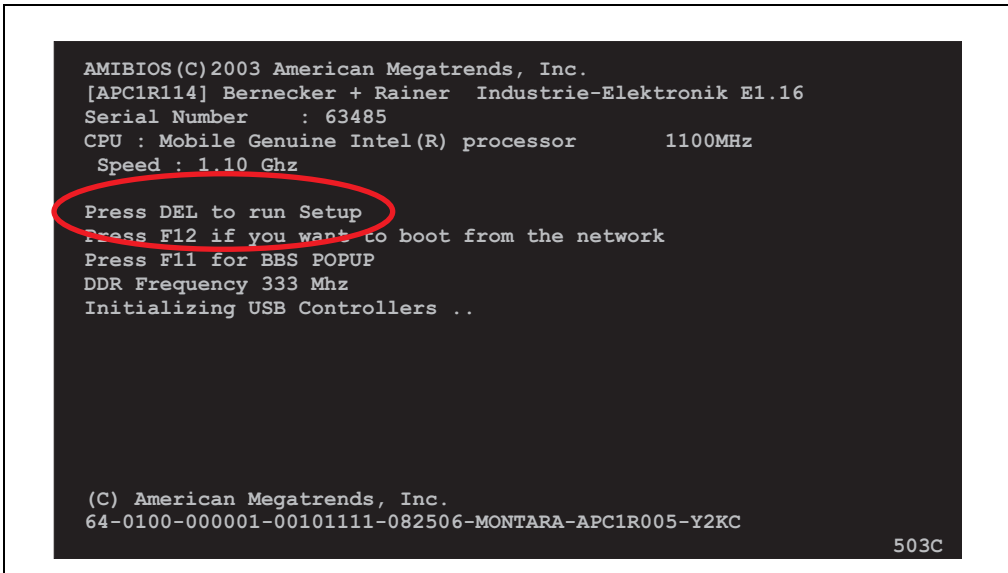 AMIBIOS(C)2003 American Megatrends, Inc.
[APC1R114] Bernecker + Rainer Industrie-Elektronik E1.16
Serial Number : 63485
CPU : Mobile Genuine Intel(R) processor 1100MHz
Speed : 1.10 Ghz
Press DEL to run Setup
Press F12 if you want to boot from the network
Press F11 for BBS POPUP
DDR Frequency 333 Mhz
Initializing USB Controllers ..
(C) American Megatrends, Inc.
64-0100-000001-00101111-082506-MONTARA-APC1R005-Y2KC
503C